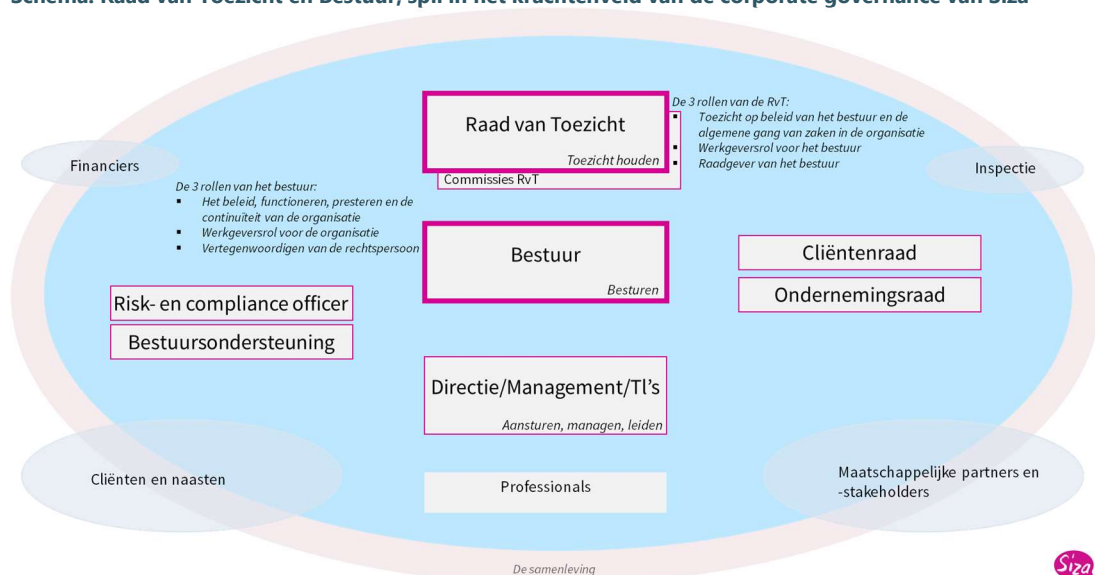 Schema: Raad van Toezicht en Bestuur, spil in het krachtenveld van de corporate governance van Siza
Raad van Toezicht
Toezicht houden
Commissies RvT
De 3 rollen van de RvT:
▪ Toezicht op beleid van het bestuur en de
algemene gang van zaken in de organisatie
▪ Werkgeversrol voor het bestuur
▪ Raadgever van het bestuur
Financiers
Inspectie
De 3 rollen van het bestuur:
▪ Het beleid, functioneren, presteren en de
continuïteit van de organisatie
▪ Werkgeversrol voor de organisatie
▪ Vertegenwoordigen van de rechtspersoon
Bestuur
Besturen
Cliëntenraad
Ondernemingsraad
Risk- en compliance officer
Bestuursondersteuning
Directie/Management/Tl's
Aansturen, managen, leiden
Cliënten en naasten
Professionals
Maatschappelijke partners en
-stakeholders
De samenleving
Siza